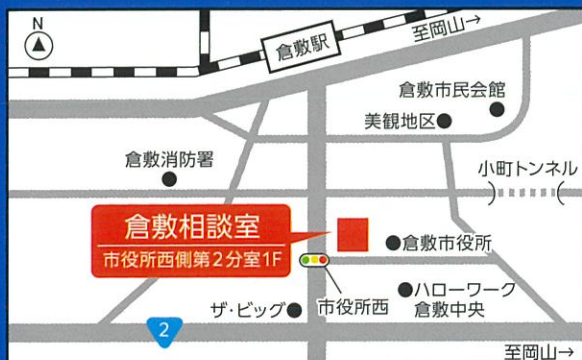 N
至岡山→
倉敷駅
倉敷市民会館
美観地区
倉敷消防署
小町トンネル
倉敷相談室
市役所西側第2分室1F
倉敷市役所
市役所西
ハローワーク
倉敷中央
ザ・ビッグ
2
至岡山→